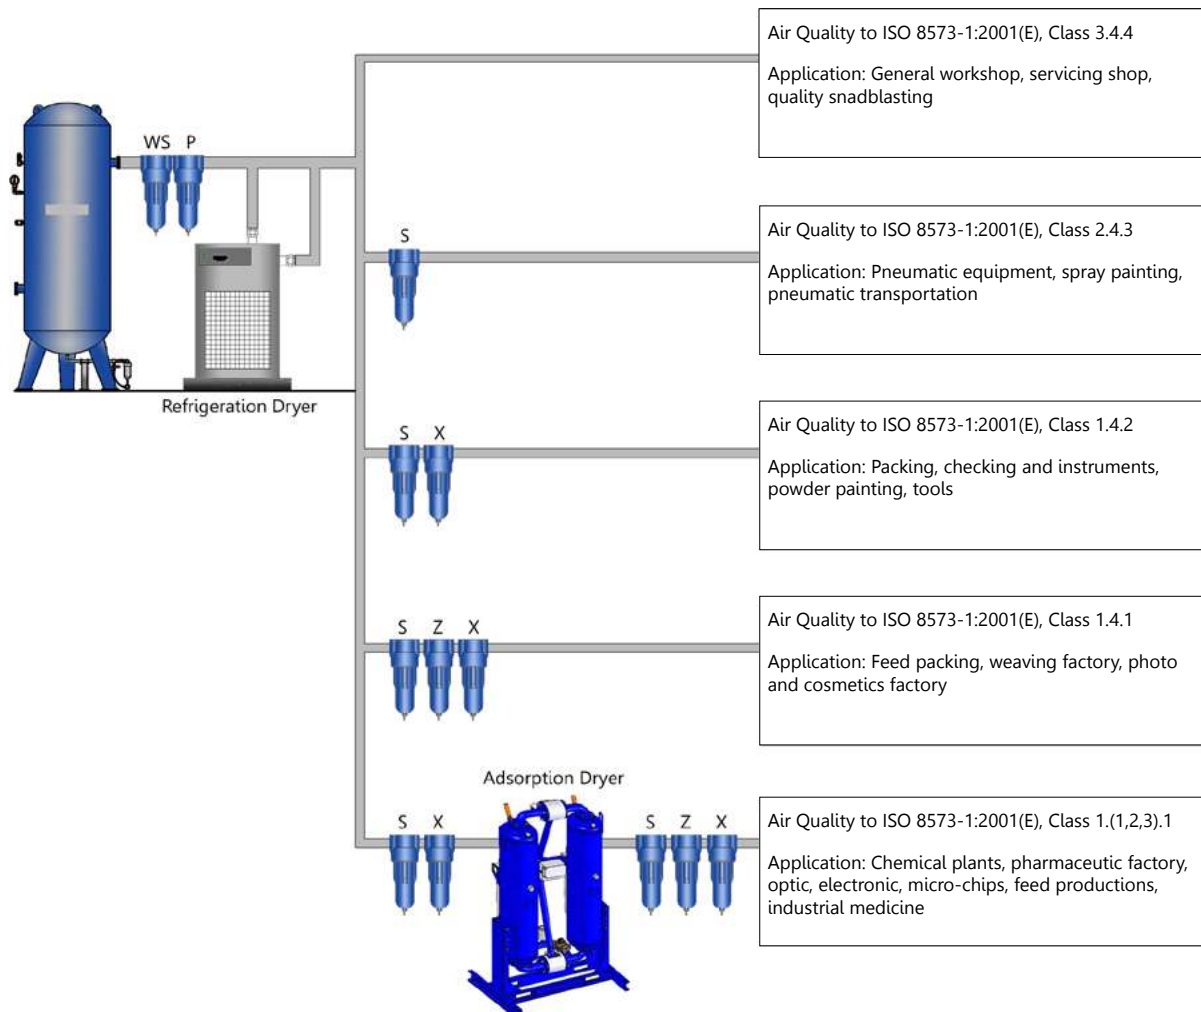 Air Quality to ISO 8573-1:2001(E), Class 3.4.4
Application: General workshop, servicing shop,
quality snadblasting
WS P
Refrigeration Dryer
S
Air Quality to ISO 8573-1:2001(E), Class 2.4.3
Application: Pneumatic equipment, spray painting,
pneumatic transportation
S X
Air Quality to ISO 8573-1:2001(E), Class 1.4.2
Application: Packing, checking and instruments,
powder painting, tools
S Z X
Air Quality to ISO 8573-1:2001(E), Class 1.4.1
Application: Feed packing, weaving factory, photo
and cosmetics factory
Adsorption Dryer
S X
S Z X
Air Quality to ISO 8573-1:2001(E), Class 1.(1,2,3).1
Application: Chemical plants, pharmaceutic factory,
optic, electronic, micro-chips, feed productions,
industrial medicine